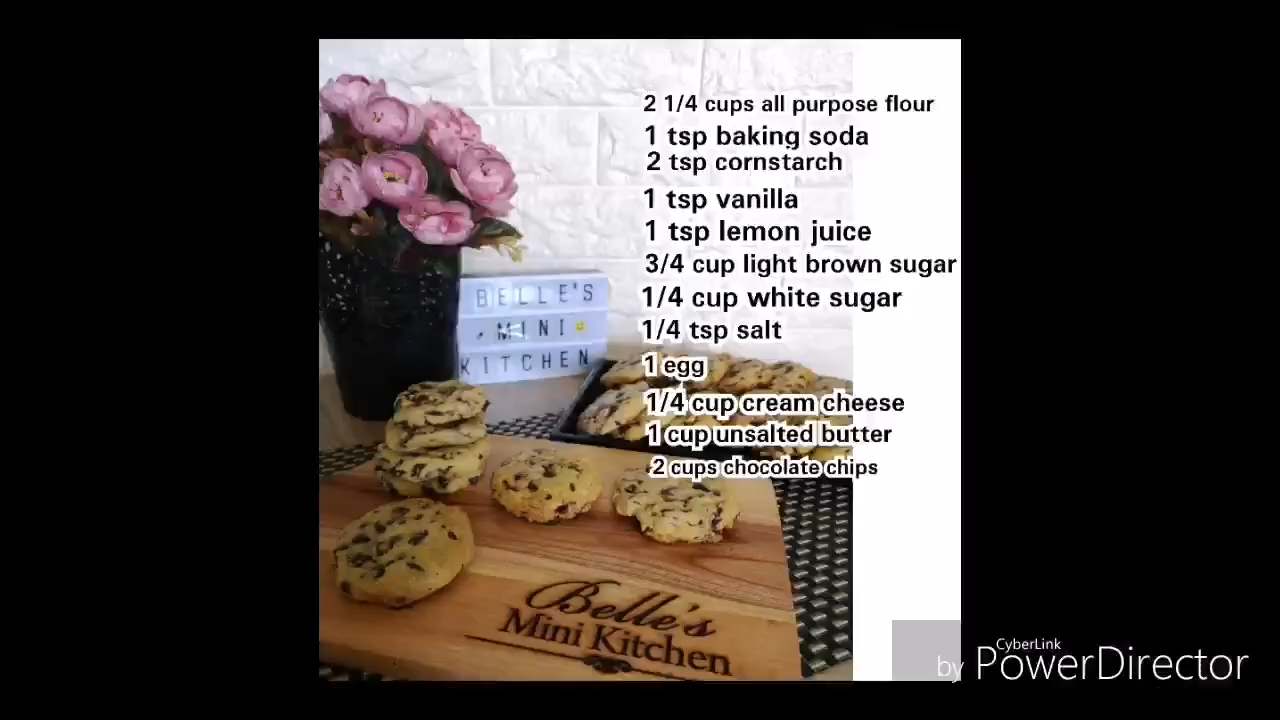 2 1/4 cups all purpose flour
1 tsp baking soda
2 tsp cornstarch
1 tsp vanilla
1 tsp lemon juice
3/4 cup light brown sugar
1/4 cup white sugar
1/4 tsp salt
1 egg
1/4 cup cream cheese
1 cup unsalted butter
2 cups chocolate chips
BELLE'S
MINI
KITCHEN
Belle's
Mini Kitchen
CyberLink
by PowerDirector